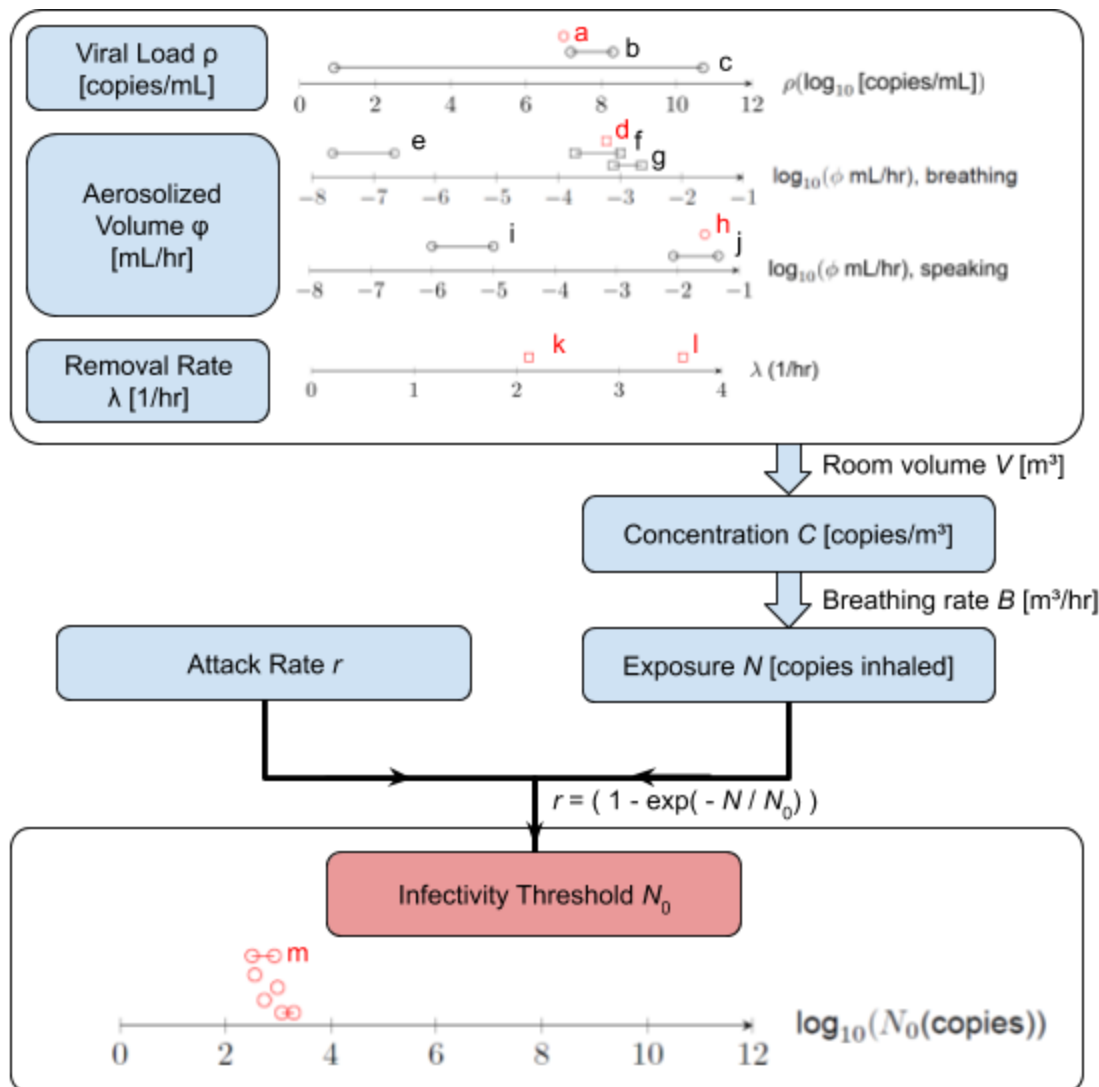 Viral Load ρ
[copies/mL]
a
b
c
0 2 4 6 8 10 12
ρ(log₁₀ [copies/mL])
Aerosolized
Volume φ
[mL/hr]
d
e
f
g
−8 −7 −6 −5 −4 −3 −2 −1
log₁₀(ϕ mL/hr), breathing
h
i
j
−8 −7 −6 −5 −4 −3 −2 −1
log₁₀(ϕ mL/hr), speaking
Removal Rate
λ [1/hr]
k
l
0 1 2 3 4
λ (1/hr)
Room volume V [m³]
Concentration C [copies/m³]
Breathing rate B [m³/hr]
Attack Rate r
Exposure N [copies inhaled]
r = ( 1 - exp( - N / N₀) )
Infectivity Threshold N₀
m
0 2 4 6 8 10 12
log₁₀(N₀(copies))